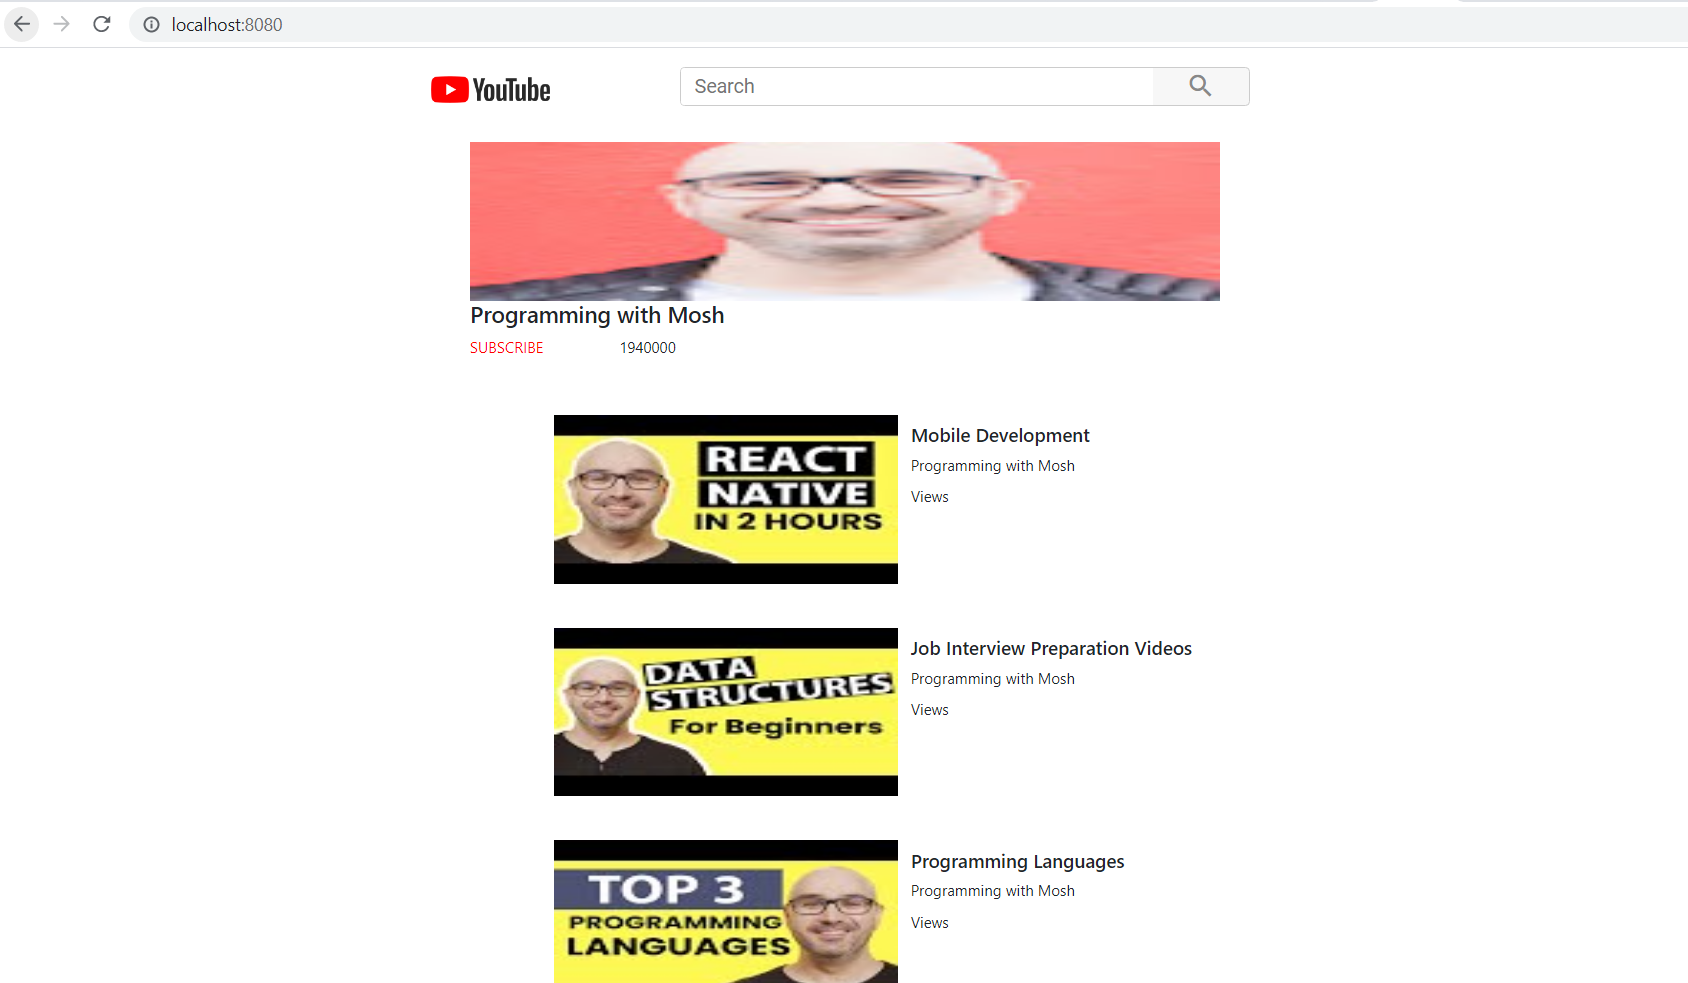 localhost:8080
YouTube
Search
Programming with Mosh
SUBSCRIBE 1940000
REACT
NATIVE
IN 2 HOURS
Mobile Development
Programming with Mosh
Views
DATA
STRUCTURES
For Beginners
Job Interview Preparation Videos
Programming with Mosh
Views
TOP 3
PROGRAMMING
LANGUAGES
Programming Languages
Programming with Mosh
Views